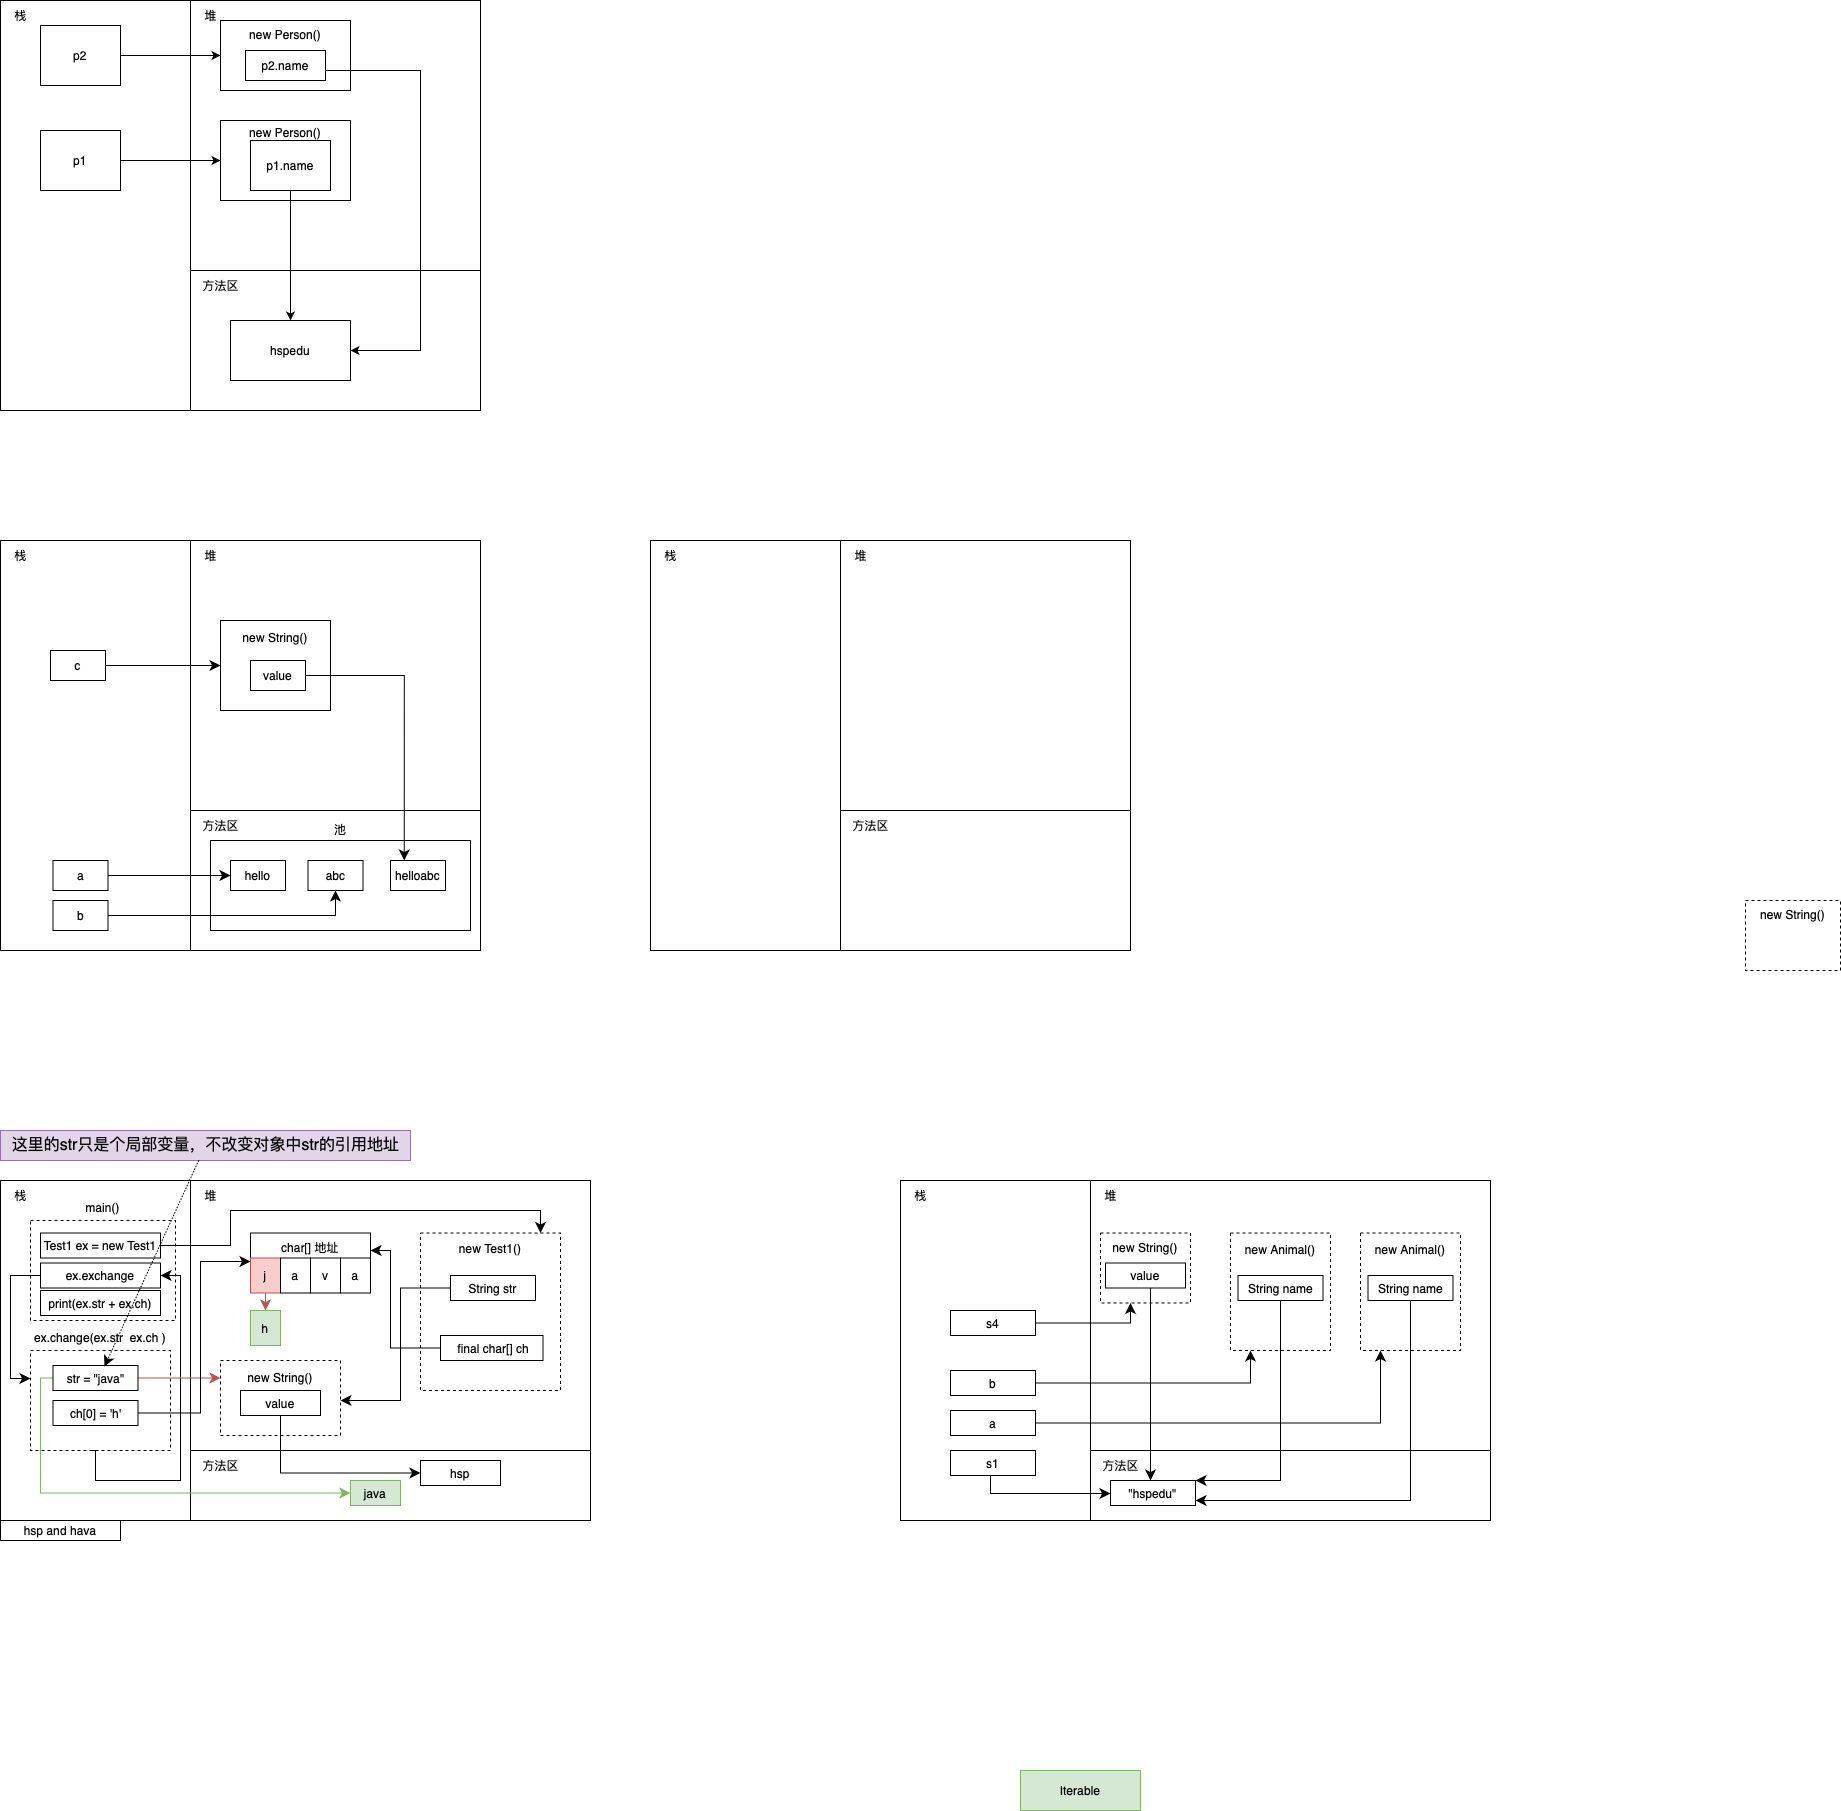 栈
堆
p2
new Person()
p2.name
p1
new Person()
p1.name
方法区
hspedu
栈
堆
c
new String()
value
方法区
池
a
hello
abc
helloabc
b
栈
堆
方法区
new String()
这里的str只是个局部变量，不改变对象中str的引用地址
栈
堆
main()
Test1 ex = new Test1
ex.exchange
print(ex.str + ex.ch)
ex.change(ex.str ex.ch )
str = "java"
ch[0] = 'h'
char[] 地址
j
a
v
a
h
new Test1()
String str
final char[] ch
new String()
value
方法区
hsp
java
hsp and hava
栈
堆
new String()
value
new Animal()
String name
new Animal()
String name
s4
b
a
s1
方法区
"hspedu"
Iterable